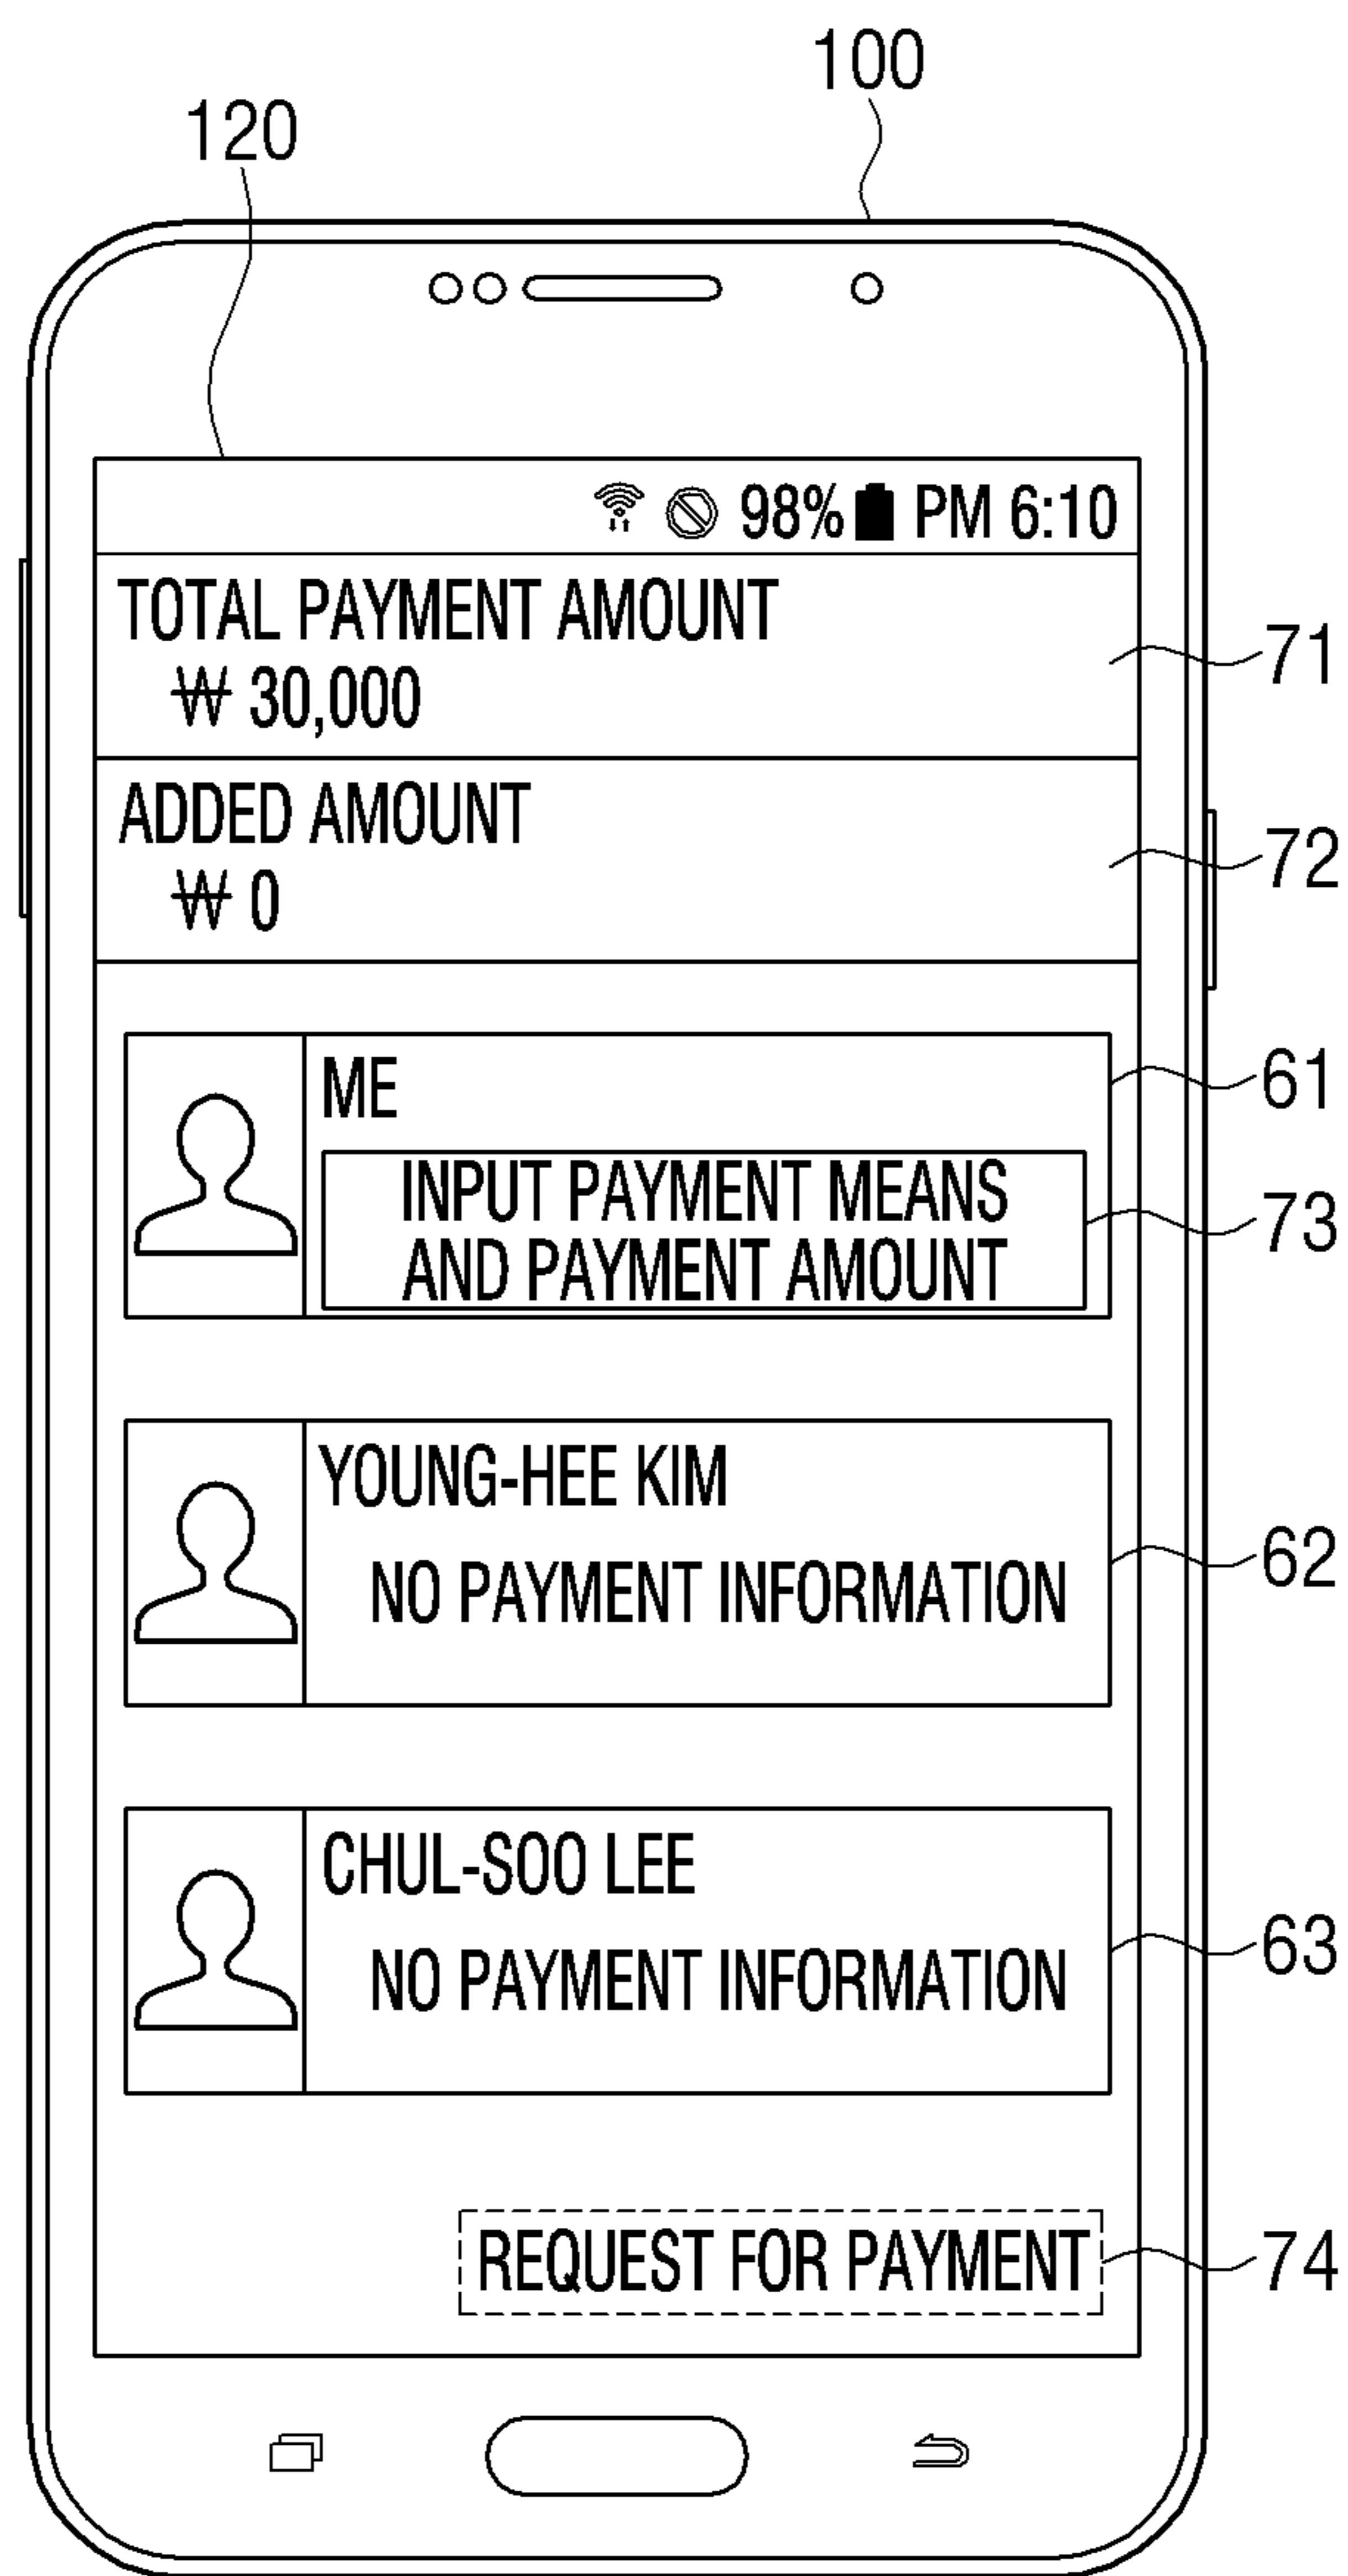 100
120
98% PM 6:10
TOTAL PAYMENT AMOUNT
₩ 30,000
71
ADDED AMOUNT
₩ 0
72
ME
61
INPUT PAYMENT MEANS
AND PAYMENT AMOUNT
73
YOUNG-HEE KIM
NO PAYMENT INFORMATION
62
CHUL-SOO LEE
NO PAYMENT INFORMATION
63
REQUEST FOR PAYMENT
74